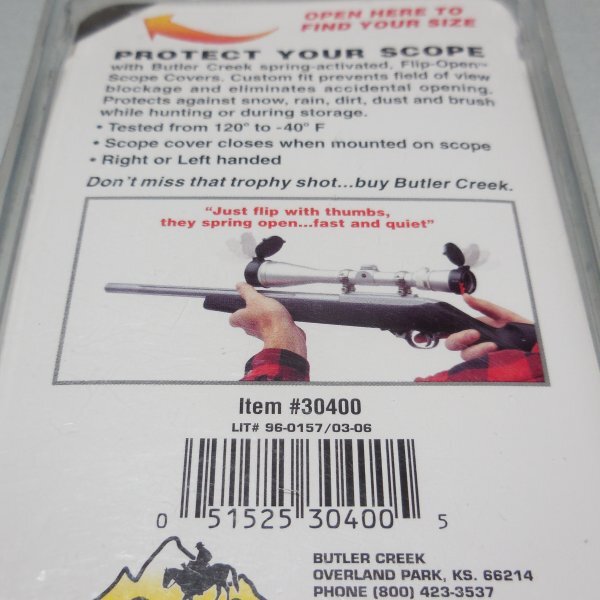 OPEN HERE TO
FIND YOUR SIZE
PROTECT YOUR SCOPE
with Butler Creek spring-activated, Flip-Open™
Scope Covers. Custom fit prevents field of view
blockage and eliminates accidental opening.
Protects against snow, rain, dirt, dust and brush
while hunting or during storage.
• Tested from 120° to -40° F
• Scope cover closes when mounted on scope
• Right or Left handed
Don't miss that trophy shot...buy Butler Creek.
"Just flip with thumbs,
they spring open...fast and quiet"
Item #30400
LIT# 96-0157/03-06
0 51525 30400 5
BUTLER CREEK
OVERLAND PARK, KS. 66214
PHONE (800) 423-3537